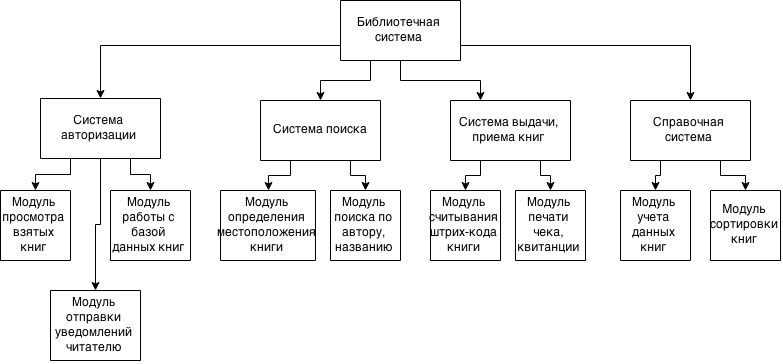 Библиотечная
система
Система
авторизации
Система поиска
Система выдачи,
приема книг
Справочная
система
Модуль
просмотра
взятых
книг
Модуль
работы с
базой
данных книг
Модуль
определения
местоположения
книги
Модуль
поиска по
автору,
названию
Модуль
считывания
штрих-кода
книги
Модуль
печати
чека,
квитанции
Модуль
учета
данных
книг
Модуль
сортировки
книг
Модуль
отправки
уведомлений
читателю